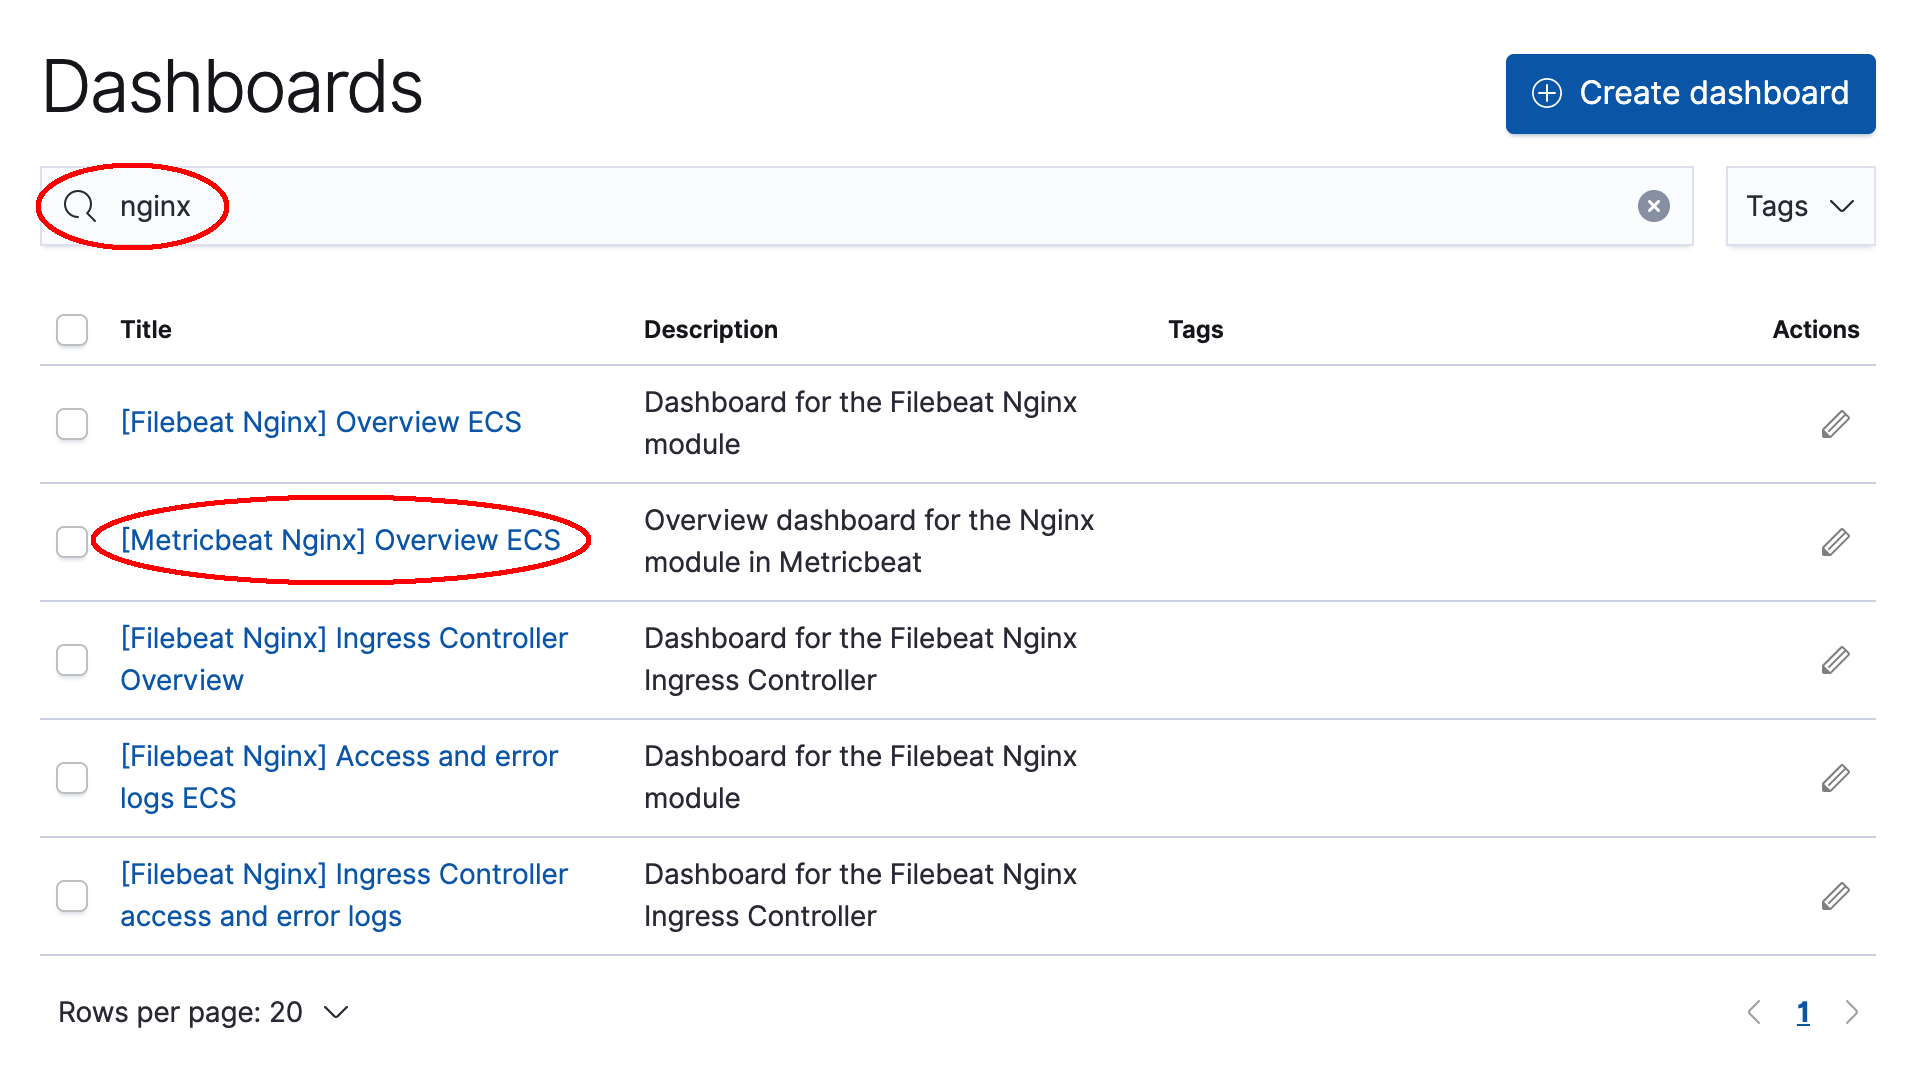 Dashboards
Create dashboard
nginx
Tags
Title Description Tags Actions
[Filebeat Nginx] Overview ECS
Dashboard for the Filebeat Nginx
module
[Metricbeat Nginx] Overview ECS
Overview dashboard for the Nginx
module in Metricbeat
[Filebeat Nginx] Ingress Controller
Overview
Dashboard for the Filebeat Nginx
Ingress Controller
[Filebeat Nginx] Access and error
logs ECS
Dashboard for the Filebeat Nginx
module
[Filebeat Nginx] Ingress Controller
access and error logs
Dashboard for the Filebeat Nginx
Ingress Controller
Rows per page: 20
1